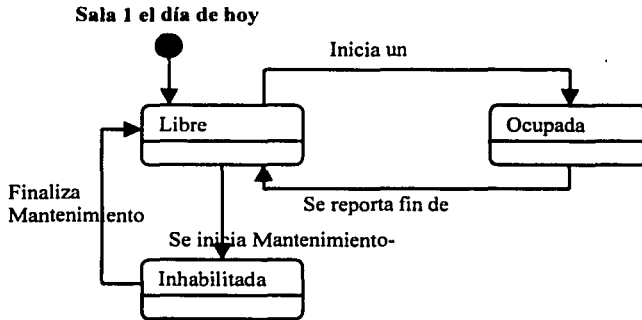 Sala 1 el día de hoy
Inicia un
Libre
Ocupada
Finaliza
Mantenimiento
Se reporta fin de
Se inicia Mantenimiento-
Inhabilitada